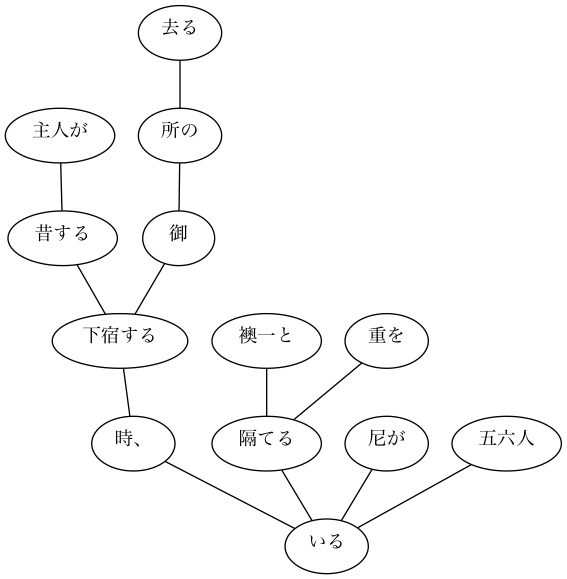 去る
主人が
所の
昔する
御
下宿する
襖一と
重を
時、
隔てる
尼が
五六人
いる